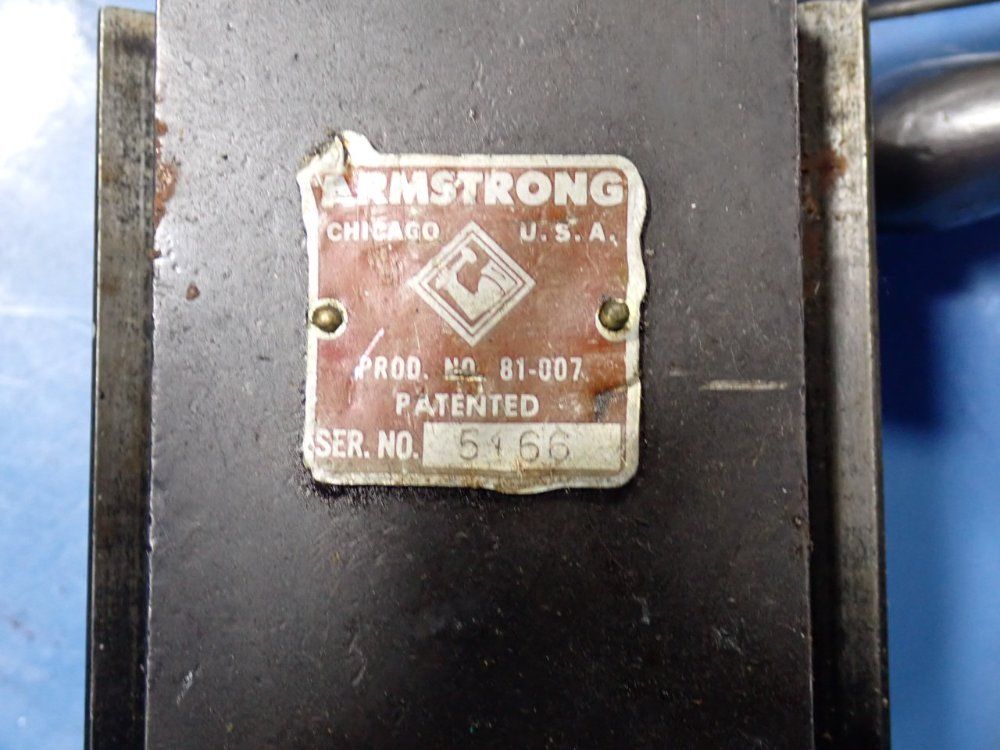 ARMSTRONG
CHICAGO U.S.A.
PROD. NO. 81-007
PATENTED
SER. NO. 5166